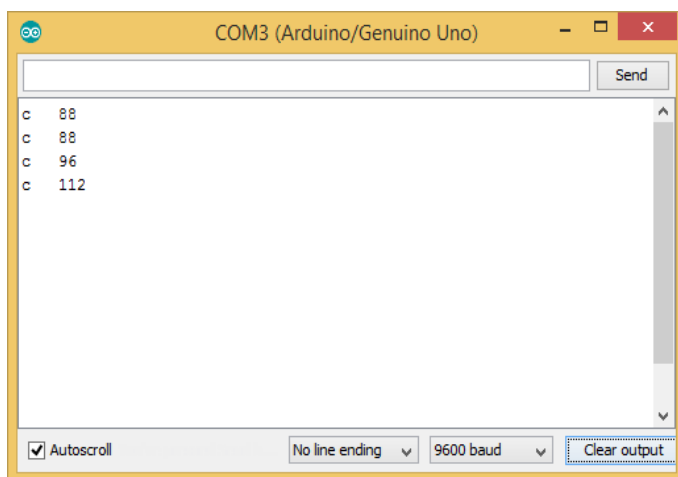 COM3 (Arduino/Genuino Uno)
Send
c 88
c 88
c 96
c 112
Autoscroll
No line ending
9600 baud
Clear output